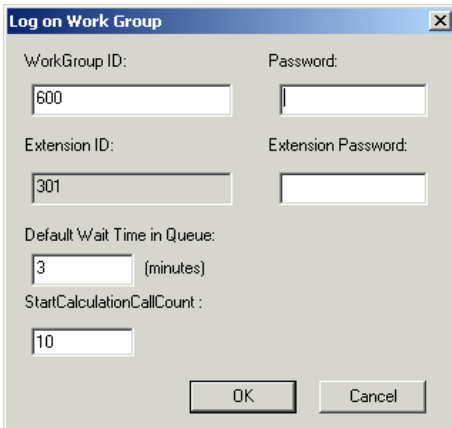 Log on Work Group
WorkGroup ID: Password:
600
Extension ID: Extension Password:
301
Default Wait Time in Queue:
3 (minutes)
StartCalculationCallCount :
10
OK Cancel